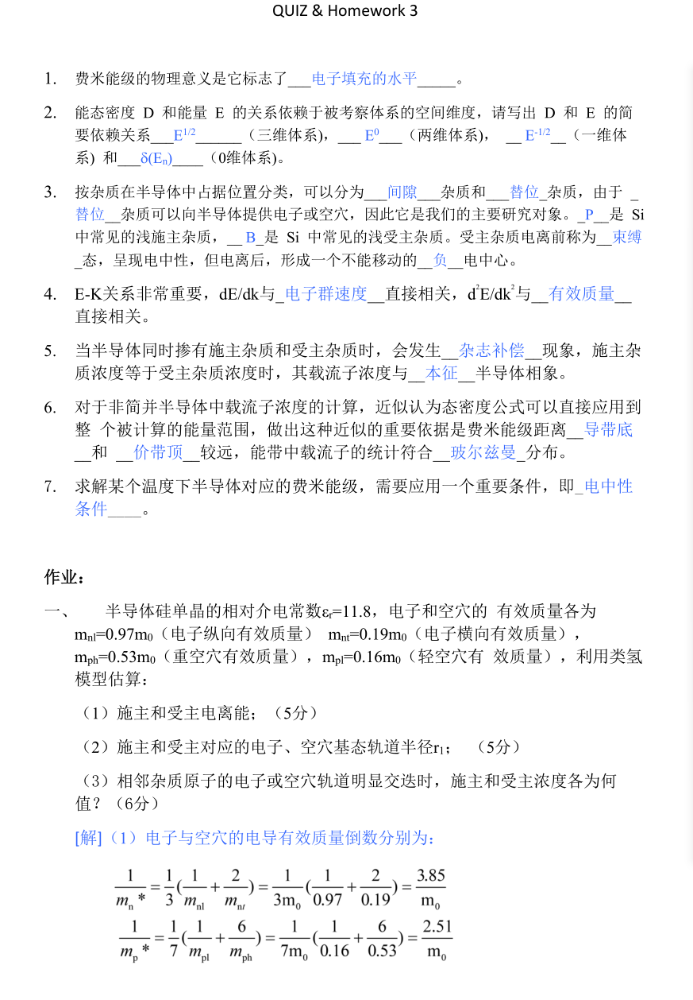 QUIZ & Homework 3
1. 费米能级的物理意义是它标志了___电子填充的水平_____。
2. 能态密度 D 和能量 E 的关系依赖于被考察体系的空间维度，请写出 D 和 E 的简
要依赖关系___E^{1/2}______（三维体系），___ E^0___（两维体系）， __ E^{-1/2}__（一维体
系）和___δ(E_n)____（0维体系）。
3. 按杂质在半导体中占据位置分类，可以分为___间隙___杂质和___替位_杂质，由于 _
替位__杂质可以向半导体提供电子或空穴，因此它是我们的主要研究对象。_P__是 Si
中常见的浅施主杂质，__ B_是 Si 中常见的浅受主杂质。受主杂质电离前称为__束缚
_态，呈现电中性，但电离后，形成一个不能移动的__负__电中心。
4. E-K关系非常重要，dE/dk与_电子群速度__直接相关，d^2E/dk^2与__有效质量__
直接相关。
5. 当半导体同时掺有施主杂质和受主杂质时，会发生__杂志补偿__现象，施主杂
质浓度等于受主杂质浓度时，其载流子浓度与__本征__半导体相象。
6. 对于非简并半导体中载流子浓度的计算，近似认为态密度公式可以直接应用到
整 个被计算的能量范围，做出这种近似的重要依据是费米能级距离__导带底
__和 __价带顶__较远，能带中载流子的统计符合__玻尔兹曼_分布。
7. 求解某个温度下半导体对应的费米能级，需要应用一个重要条件，即_电中性
条件____。
作业：
一、 半导体硅单晶的相对介电常数ε_r=11.8，电子和空穴的 有效质量各为
m_{nl}=0.97m_0（电子纵向有效质量） m_{nt}=0.19m_0（电子横向有效质量），
m_{ph}=0.53m_0（重空穴有效质量），m_{pl}=0.16m_0（轻空穴有 效质量），利用类氢
模型估算：
（1）施主和受主电离能；（5分）
（2）施主和受主对应的电子、空穴基态轨道半径r_1； （5分）
（3）相邻杂质原子的电子或空穴轨道明显交迭时，施主和受主浓度各为何
值？（6分）
[解]（1）电子与空穴的电导有效质量倒数分别为：
\frac{1}{m_n *} = \frac{1}{3}(\frac{1}{m_{nl}} + \frac{2}{m_{nt}}) = \frac{1}{3m_0}(\frac{1}{0.97} + \frac{2}{0.19}) = \frac{3.85}{m_0}
\frac{1}{m_p *} = \frac{1}{7}(\frac{1}{m_{pl}} + \frac{6}{m_{ph}}) = \frac{1}{7m_0}(\frac{1}{0.16} + \frac{6}{0.53}) = \frac{2.51}{m_0}